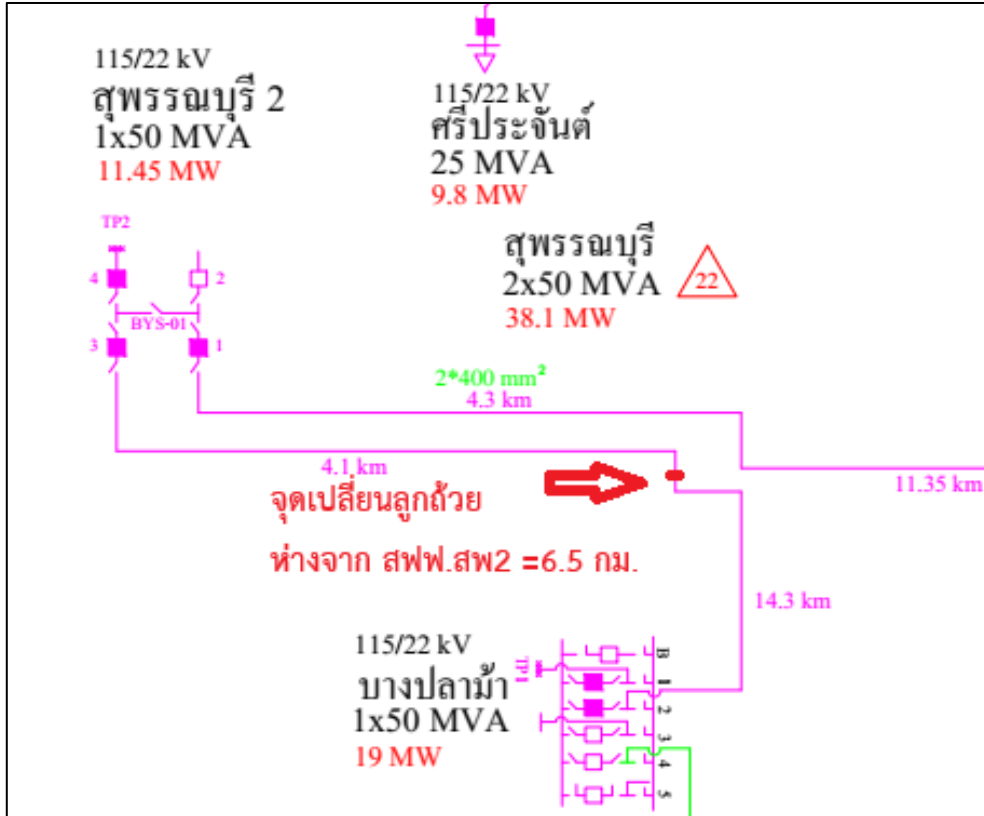 115/22 kV
สุพรรณบุรี 2
1x50 MVA
11.45 MW
115/22 kV
ศรีประจันต์
25 MVA
9.8 MW
สุพรรณบุรี
2x50 MVA
38.1 MW
22
TP2
4
2
BYS-01
3
1
2*400 mm²
4.3 km
4.1 km
11.35 km
จุดเปลี่ยนลูกถ้วย
ห่างจาก สฟฟ.สพ2 =6.5 กม.
14.3 km
115/22 kV
บางปลาม้า
1x50 MVA
19 MW
TP1
B
1
2
3
4
5